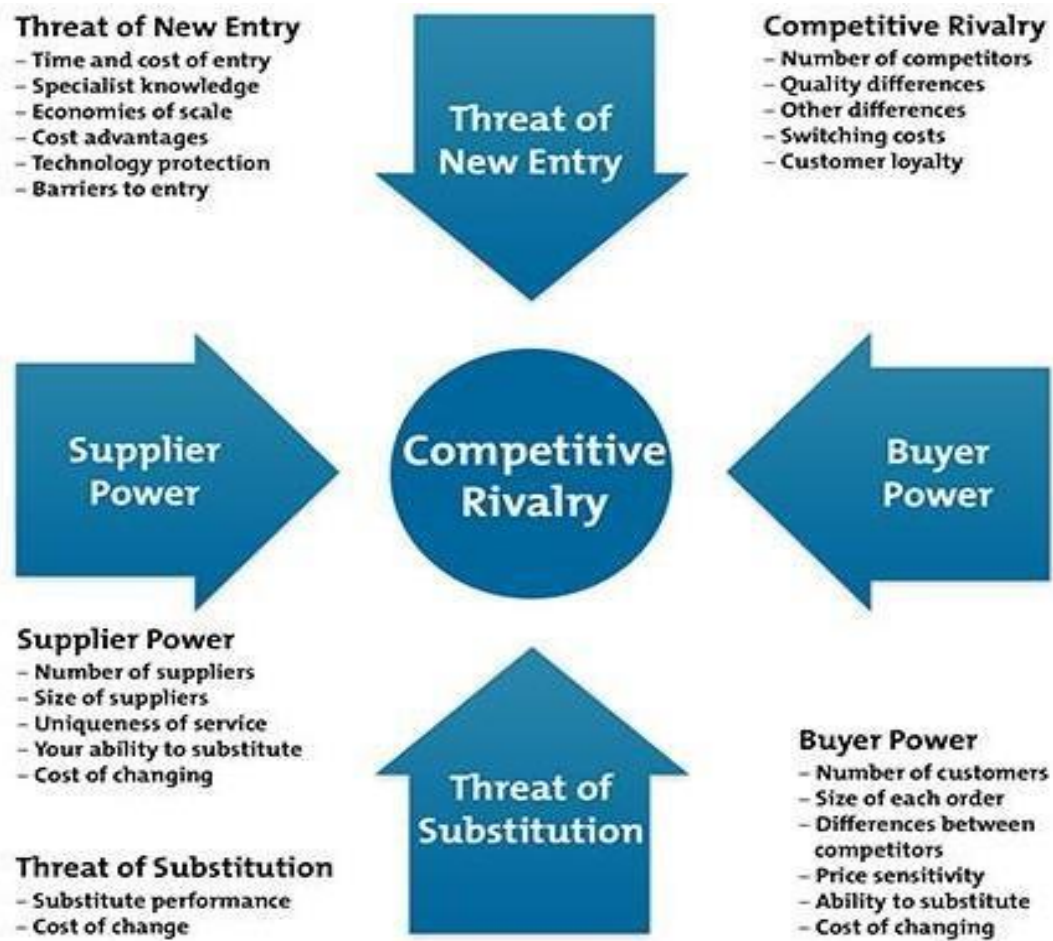 Threat of New Entry
– Time and cost of entry
– Specialist knowledge
– Economies of scale
– Cost advantages
– Technology protection
– Barriers to entry
Threat of
New Entry
Competitive Rivalry
– Number of competitors
– Quality differences
– Other differences
– Switching costs
– Customer loyalty
Supplier
Power
Competitive
Rivalry
Buyer
Power
Supplier Power
– Number of suppliers
– Size of suppliers
– Uniqueness of service
– Your ability to substitute
– Cost of changing
Threat of
Substitution
Threat of Substitution
– Substitute performance
– Cost of change
Buyer Power
– Number of customers
– Size of each order
– Differences between
competitors
– Price sensitivity
– Ability to substitute
– Cost of changing